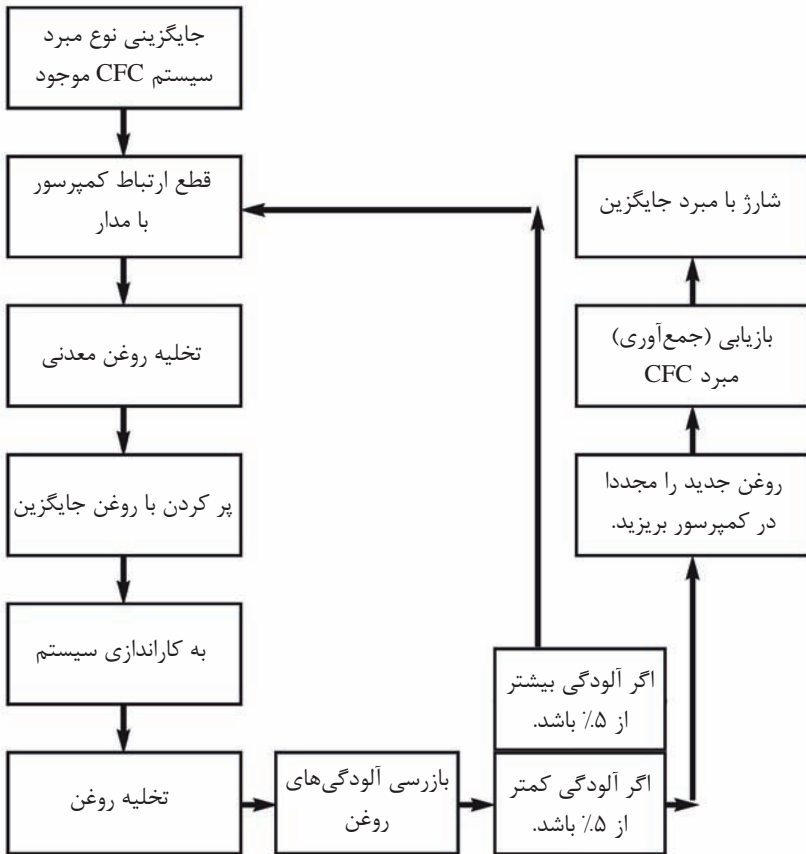 جایگزینی نوع مبرد
سیستم CFC موجود
قطع ارتباط کمپرسور
با مدار
تخلیه روغن معدنی
پر کردن با روغن جایگزین
به کاراندازی سیستم
تخلیه روغن
بازرسی آلودگی‌های
روغن
اگر آلودگی بیشتر
از ۵٪ باشد.
اگر آلودگی کمتر
از ۵٪ باشد.
روغن جدید را مجددا
در کمپرسور بریزید.
بازیابی (جمع‌آوری)
مبرد CFC
شارژ با مبرد جایگزین